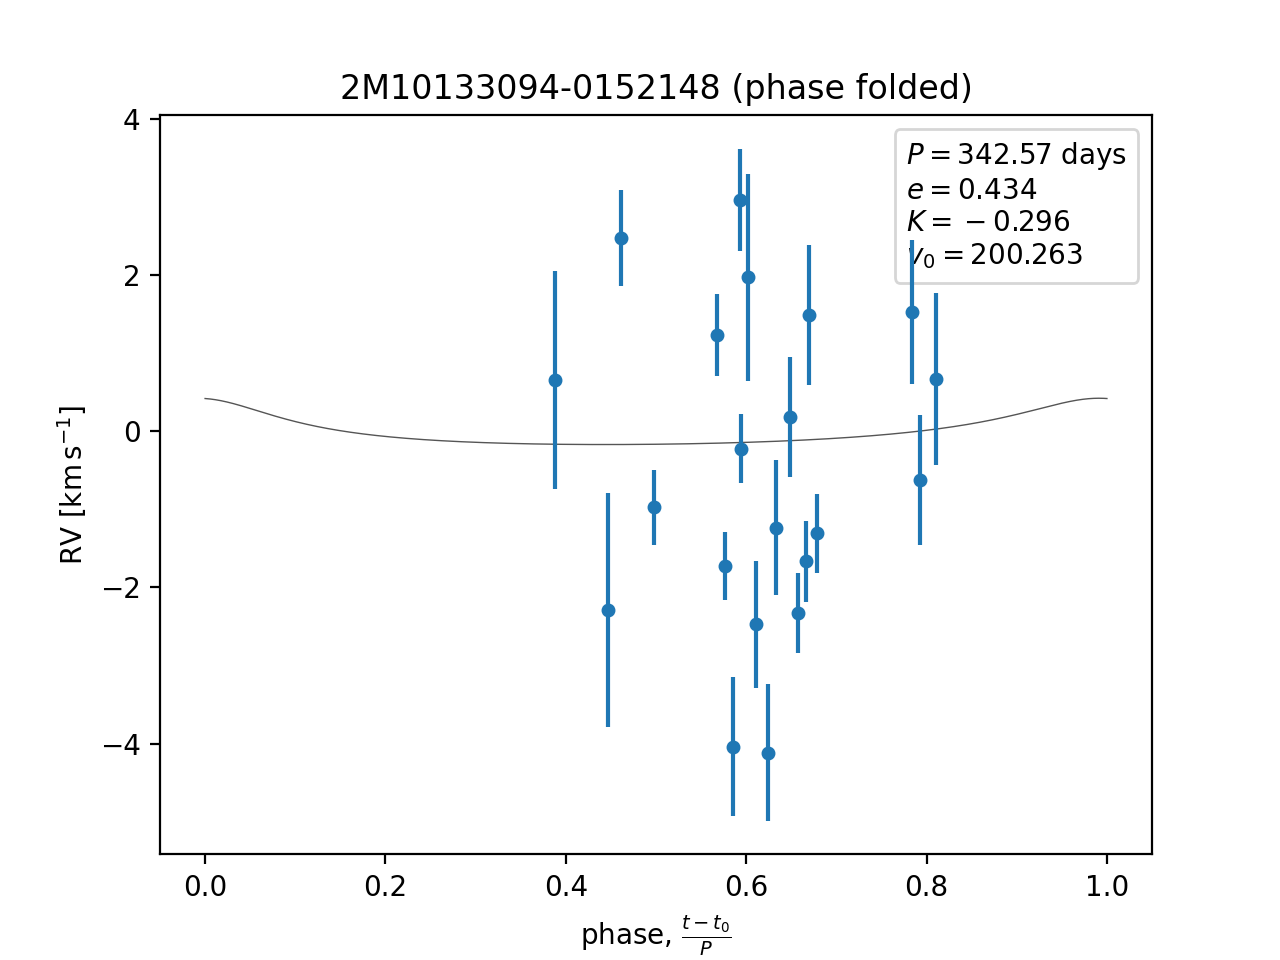 2M10133094-0152148 (phase folded)
P = 342.57 days
e = 0.434
K = −0.296
v₀ = 200.263
4
2
0
−2
−4
RV [km s⁻¹]
0.0 0.2 0.4 0.6 0.8 1.0
phase, (t − t₀)/P